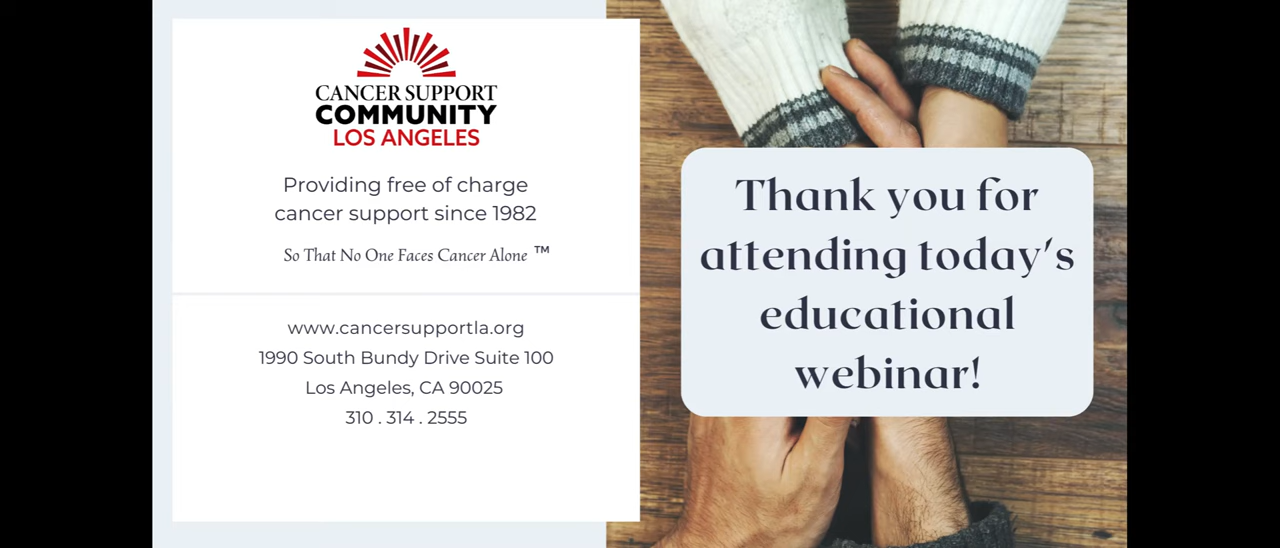 CANCER SUPPORT
COMMUNITY
LOS ANGELES
Providing free of charge
cancer support since 1982
So That No One Faces Cancer Alone ™
www.cancersupportla.org
1990 South Bundy Drive Suite 100
Los Angeles, CA 90025
310 . 314 . 2555
Thank you for
attending today's
educational
webinar!